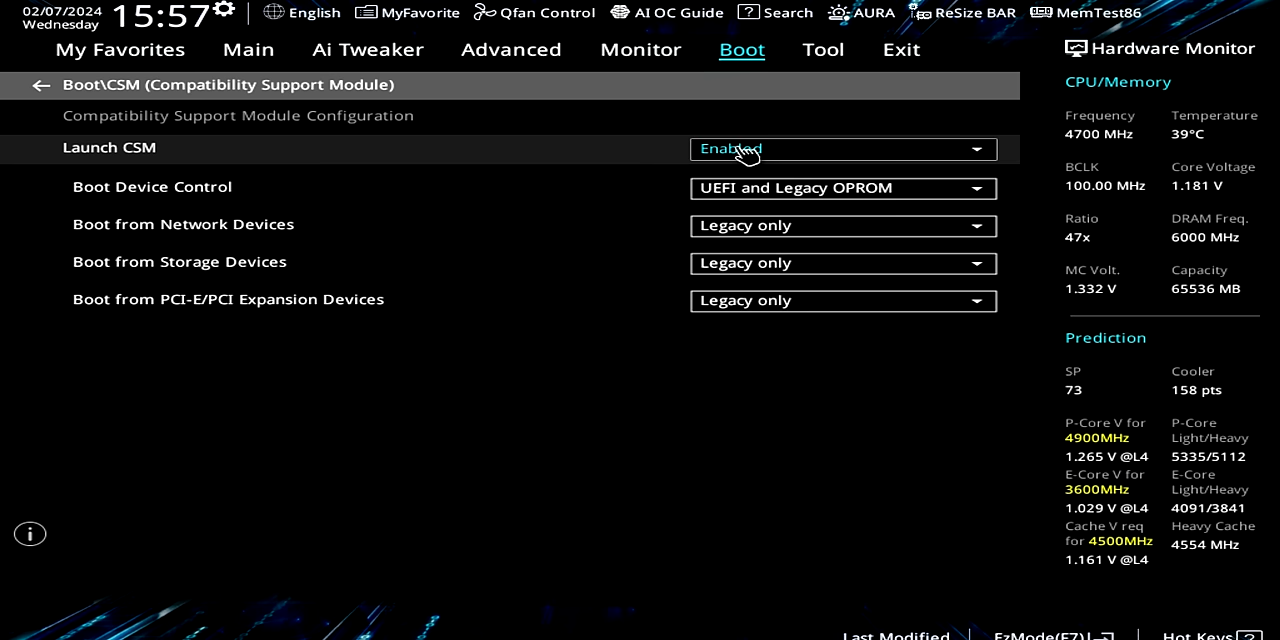 02/07/2024
Wednesday
15:57
English
MyFavorite
Qfan Control
AI OC Guide
? Search
AURA
ReSize BAR
MemTest86
My Favorites
Main
Ai Tweaker
Advanced
Monitor
Boot
Tool
Exit
Hardware Monitor
← Boot\CSM (Compatibility Support Module)
Compatibility Support Module Configuration
Launch CSM Enabled
Boot Device Control UEFI and Legacy OPROM
Boot from Network Devices Legacy only
Boot from Storage Devices Legacy only
Boot from PCI-E/PCI Expansion Devices Legacy only
CPU/Memory
Frequency Temperature
4700 MHz 39°C
BCLK Core Voltage
100.00 MHz 1.181 V
Ratio DRAM Freq.
47x 6000 MHz
MC Volt. Capacity
1.332 V 65536 MB
Prediction
SP Cooler
73 158 pts
P-Core V for P-Core
4900MHz Light/Heavy
1.265 V @L4 5335/5112
E-Core V for E-Core
3600MHz Light/Heavy
1.029 V @L4 4091/3841
Cache V req Heavy Cache
for 4500MHz 4554 MHz
1.161 V @L4
i
Last Modified
EzMode(F7)
Hot Keys ?